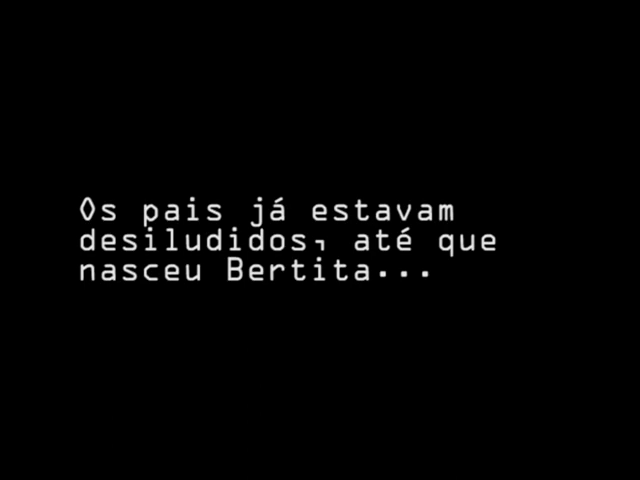 Os pais já estavam
desiludidos, até que
nasceu Bertita...